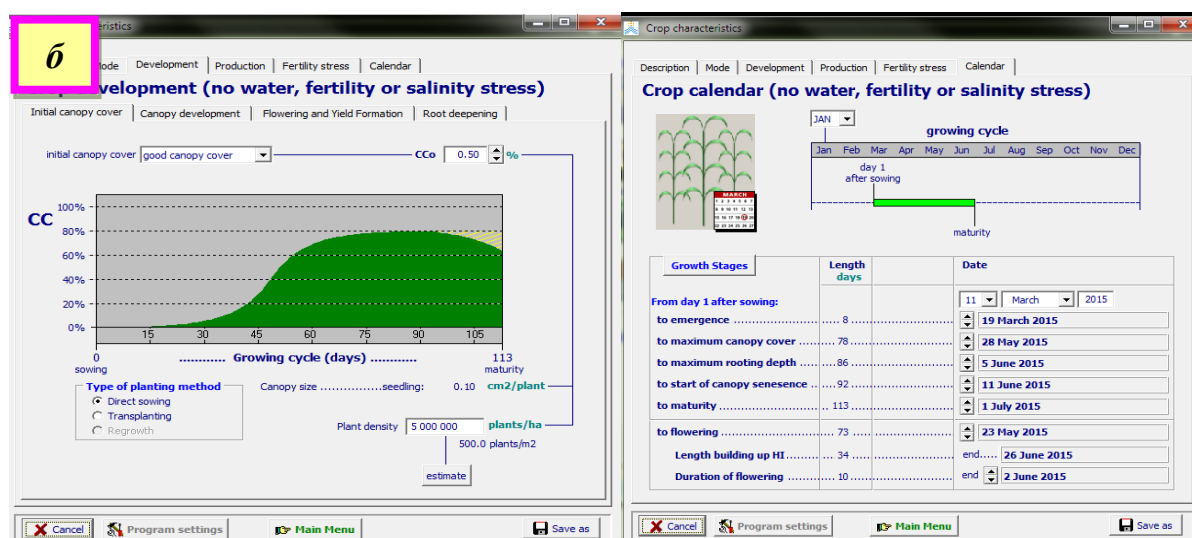 б
eristics
ode Development Production Fertility stress Calendar
velopment (no water, fertility or salinity stress)
Initial canopy cover Canopy development Flowering and Yield Formation Root deepening
initial canopy cover good canopy cover CCo 0.50 %
CC
100%
80%
60%
40%
20%
0%
15 30 45 60 75 90 105
0 ............ Growing cycle (days) ............ 113
sowing maturity
Type of planting method
Direct sowing
Transplanting
Regrowth
Canopy size ...............seedling: 0.10 cm2/plant
Plant density 5 000 000 plants/ha
500.0 plants/m2
estimate
Cancel Program settings Main Menu Save as
Crop characteristics
Description Mode Development Production Fertility stress Calendar
Crop calendar (no water, fertility or salinity stress)
JAN
growing cycle
Jan Feb Mar Apr May Jun Jul Aug Sep Oct Nov Dec
day 1
after sowing
MARCH
maturity
Growth Stages Length Date
days
From day 1 after sowing: 11 March 2015
to emergence ..... 8 ..... 19 March 2015
to maximum canopy cover ..... 78 ..... 28 May 2015
to maximum rooting depth ..... 86 ..... 5 June 2015
to start of canopy senesence .. 92 ..... 11 June 2015
to maturity ..... 113 ..... 1 July 2015
to flowering ..... 73 ..... 23 May 2015
Length building up HI ..... 34 ..... end..... 26 June 2015
Duration of flowering ..... 10 ..... end 2 June 2015
Cancel Program settings Main Menu Save as